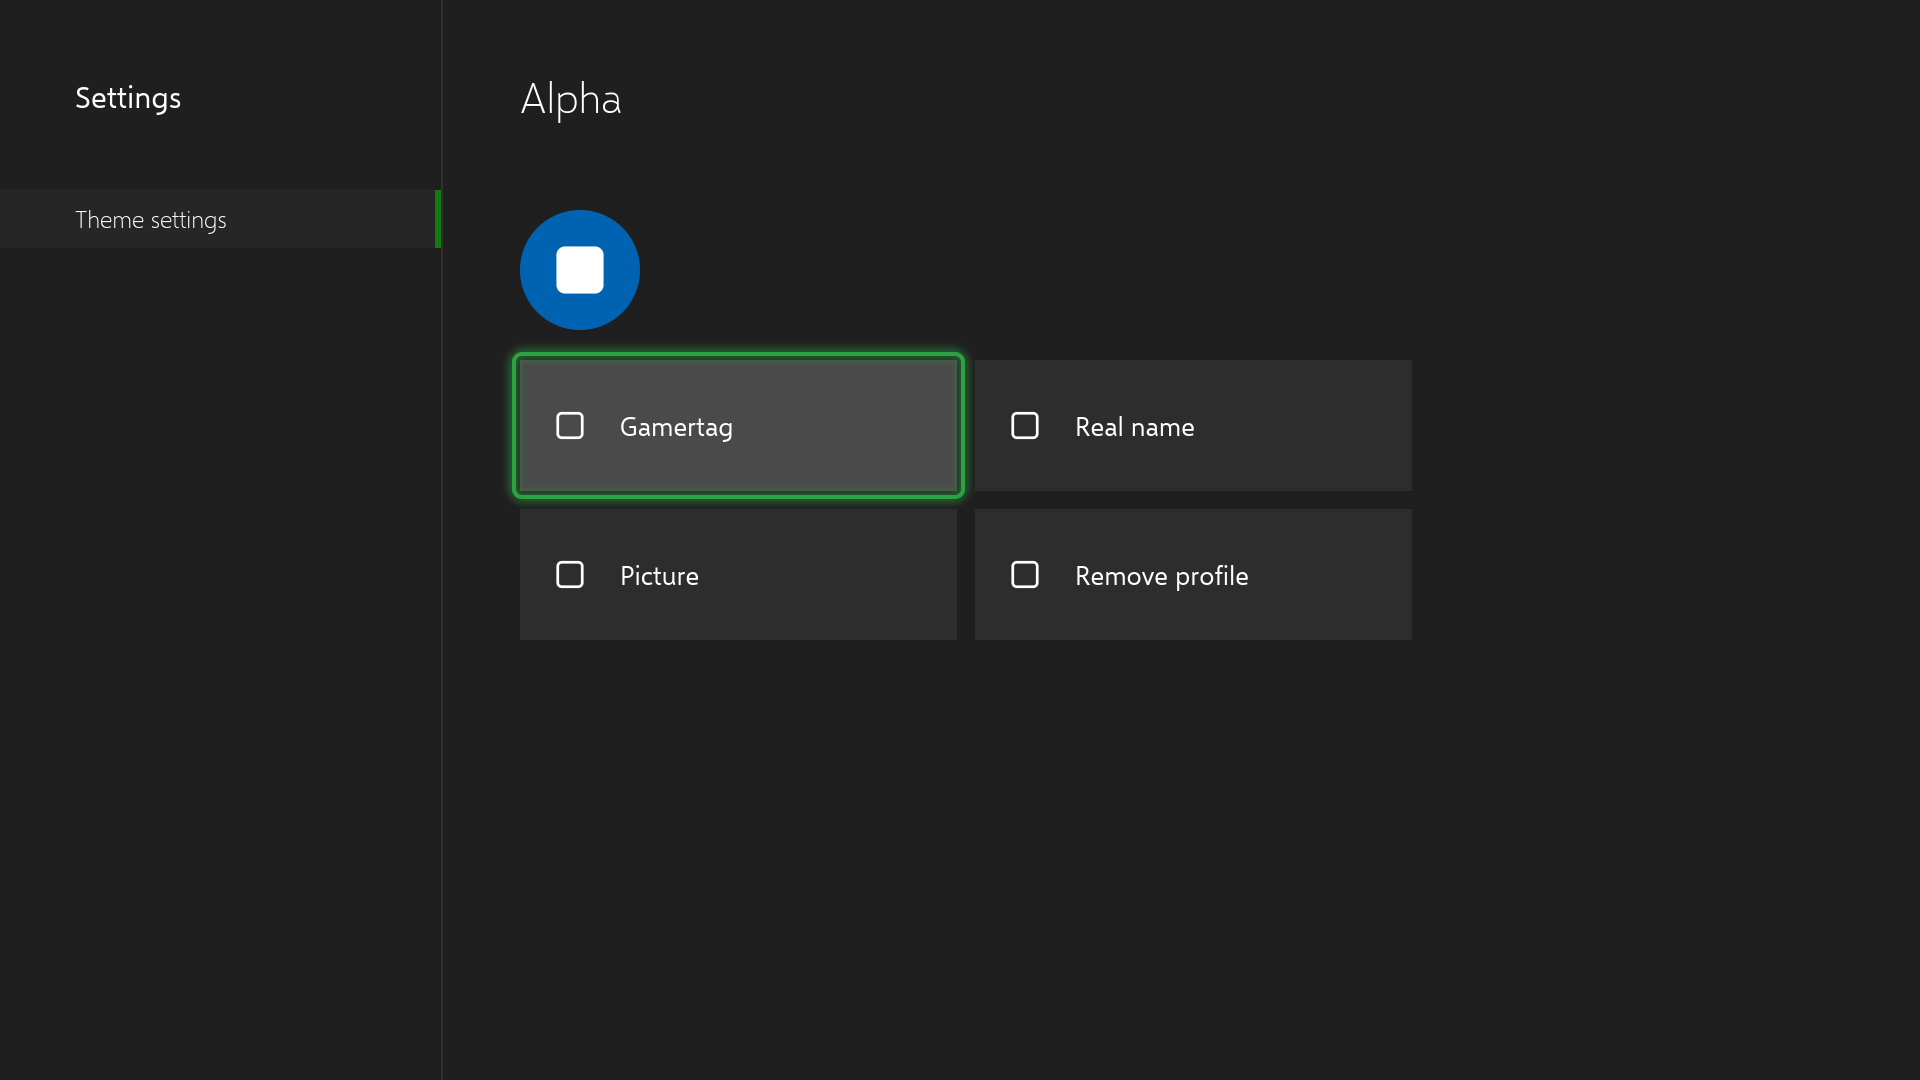 Settings
Theme settings
Alpha
Gamertag
Real name
Picture
Remove profile